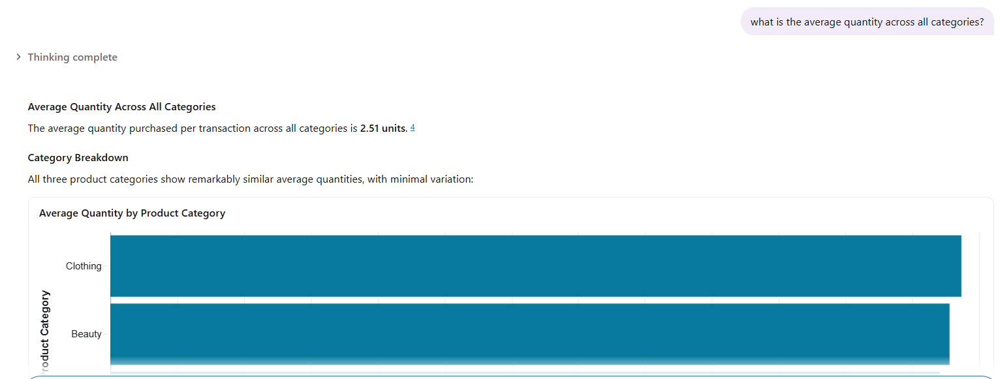 what is the average quantity across all categories?
Thinking complete
Average Quantity Across All Categories
The average quantity purchased per transaction across all categories is 2.51 units. 4
Category Breakdown
All three product categories show remarkably similar average quantities, with minimal variation:
Average Quantity by Product Category
Clothing
Beauty
Product Category